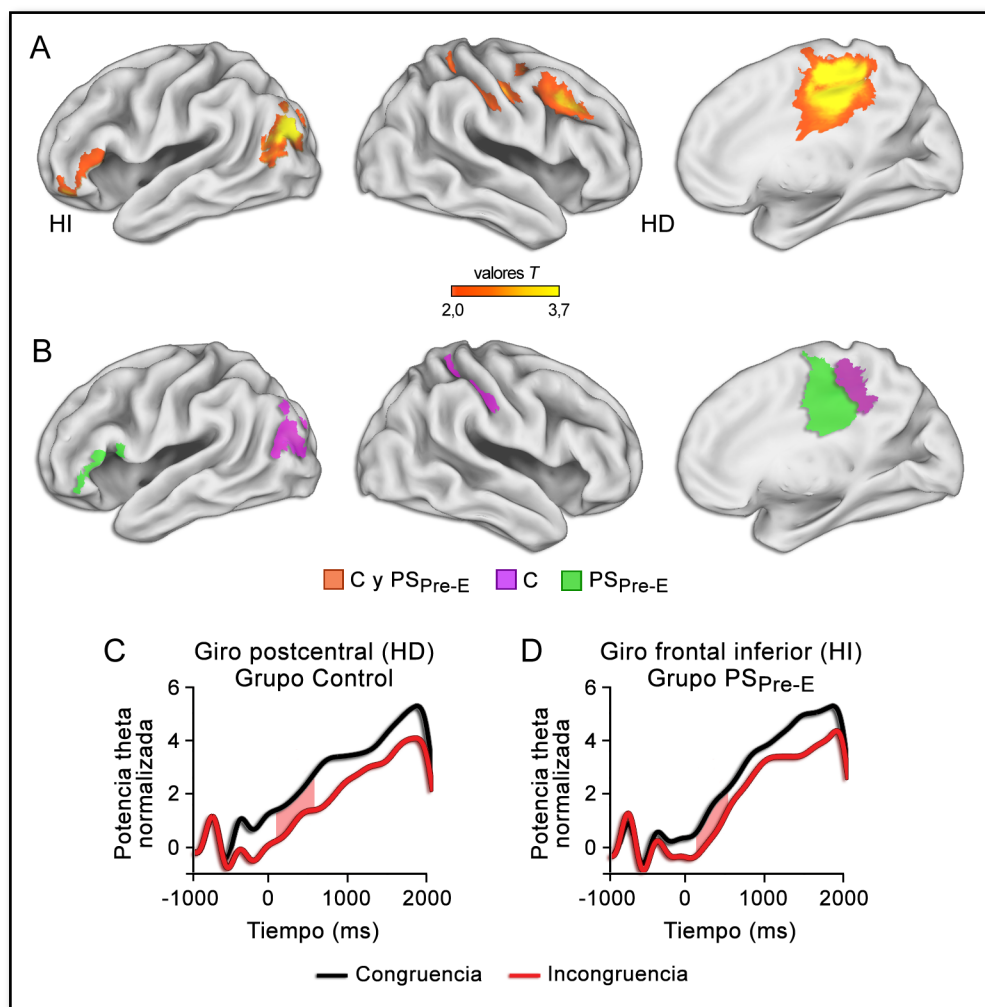 A
HI
HD
valores T
2,0 3,7
B
C y PSPre-E C PSPre-E
C
Giro postcentral (HD)
Grupo Control
Potencia theta
normalizada
6
4
2
0
-1000 0 1000 2000
Tiempo (ms)
D
Giro frontal inferior (HI)
Grupo PSPre-E
Potencia theta
normalizada
6
4
2
0
-1000 0 1000 2000
Tiempo (ms)
Congruencia Incongruencia